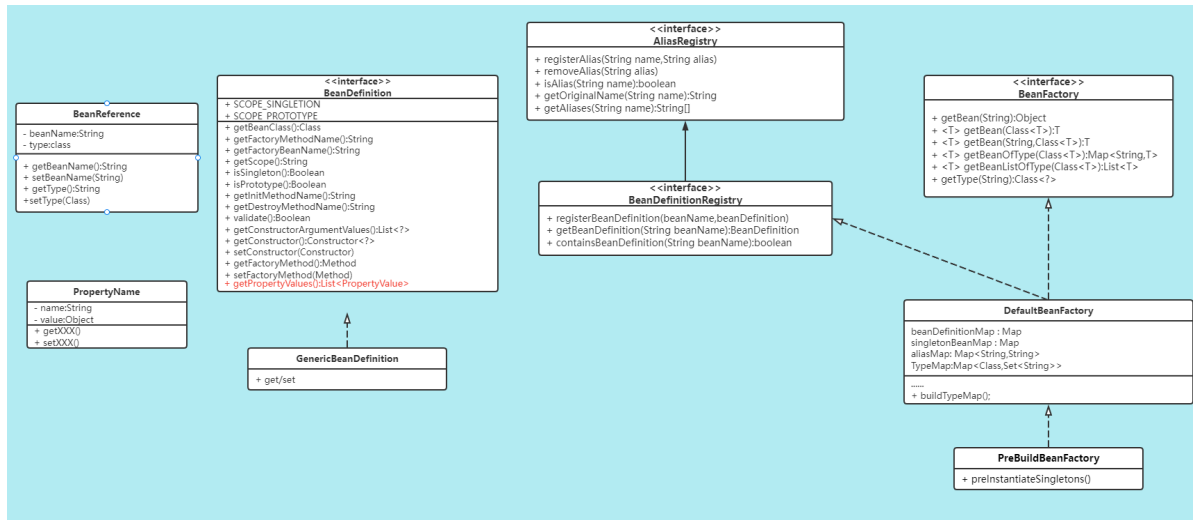 BeanReference
- beanName:String
- type:class
+ getBeanName():String
+ setBeanName(String)
+ getType():String
+setType(Class)
PropertyName
- name:String
- value:Object
+ getXXX()
+ setXXX()
<<interface>>
BeanDefinition
+ SCOPE_SINGLETION
+ SCOPE_PROTOTYPE
+ getBeanClass():Class
+ getFactoryMethodName():String
+ getFactoryBeanName():String
+ getScope():String
+ isSingleton():Boolean
+ isPrototype():Boolean
+ getInitMethodName():String
+ getDestroyMethodName():String
+ validate():Boolean
+ getConstructorArgumentValues():List<?>
+ getConstructor():Constructor<?>
+ setConstructor(Constructor)
+ getFactoryMethod():Method
+ setFactoryMethod(Method)
+ getPropertyValues():List<PropertyValue>
GenericBeanDefinition
+ get/set
<<interface>>
AliasRegistry
+ registerAlias(String name,String alias)
+ removeAlias(String alias)
+ isAlias(String name):boolean
+ getOriginalName(String name):String
+ getAliases(String name):String[]
<<interface>>
BeanDefinitionRegistry
+ registerBeanDefinition(beanName,beanDefinition)
+ getBeanDefinition(String beanName):BeanDefinition
+ containsBeanDefinition(String beanName):boolean
<<interface>>
BeanFactory
+ getBean(String):Object
+ <T> getBean(Class<T>):T
+ <T> getBean(String,Class<T>):T
+ <T> getBeanOfType(Class<T>):Map<String,T>
+ <T> getBeanListOfType(Class<T>):List<T>
+ getType(String):Class<?>
DefaultBeanFactory
beanDefinitionMap : Map
singletonBeanMap : Map
aliasMap: Map<String,String>
TypeMap:Map<Class,Set<String>>
......
+ buildTypeMap();
PreBuildBeanFactory
+ preInstantiateSingletons()